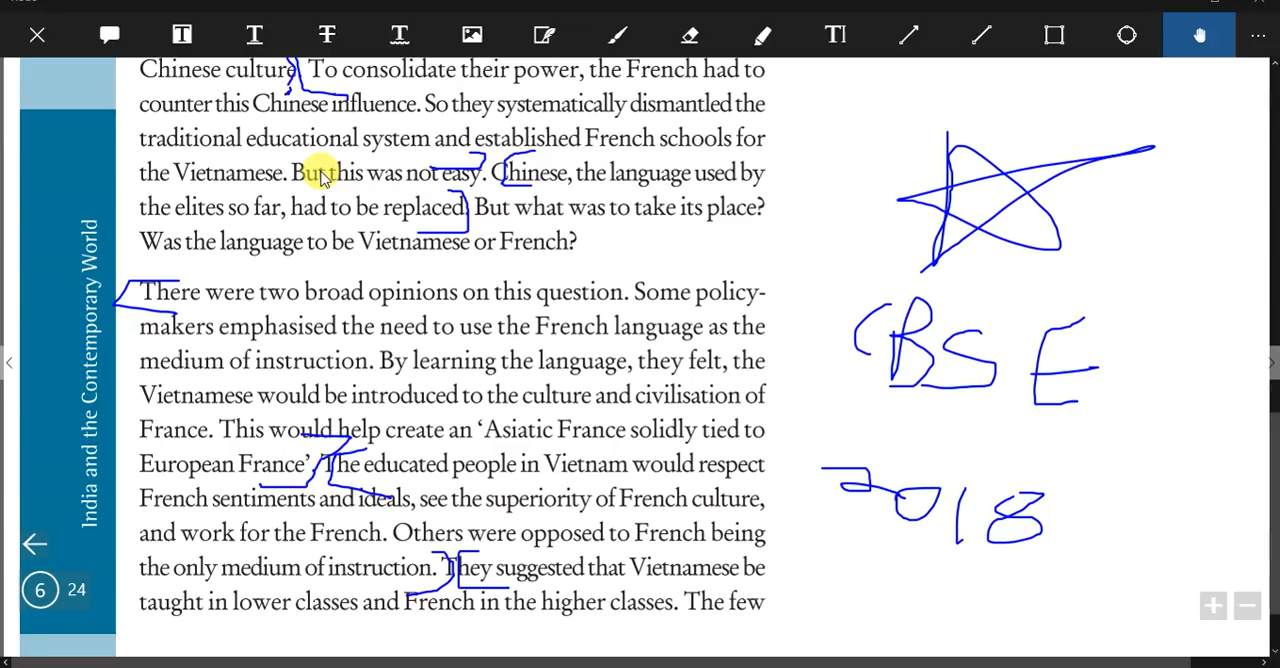 Chinese culture. To consolidate their power, the French had to
counter this Chinese influence. So they systematically dismantled the
traditional educational system and established French schools for
the Vietnamese. But this was not easy. Chinese, the language used by
the elites so far, had to be replaced. But what was to take its place?
Was the language to be Vietnamese or French?
There were two broad opinions on this question. Some policy-
makers emphasised the need to use the French language as the
medium of instruction. By learning the language, they felt, the
Vietnamese would be introduced to the culture and civilisation of
France. This would help create an ‘Asiatic France solidly tied to
European France’. The educated people in Vietnam would respect
French sentiments and ideals, see the superiority of French culture,
and work for the French. Others were opposed to French being
the only medium of instruction. They suggested that Vietnamese be
taught in lower classes and French in the higher classes. The few
India and the Contemporary World
6 24
CBSE
2018